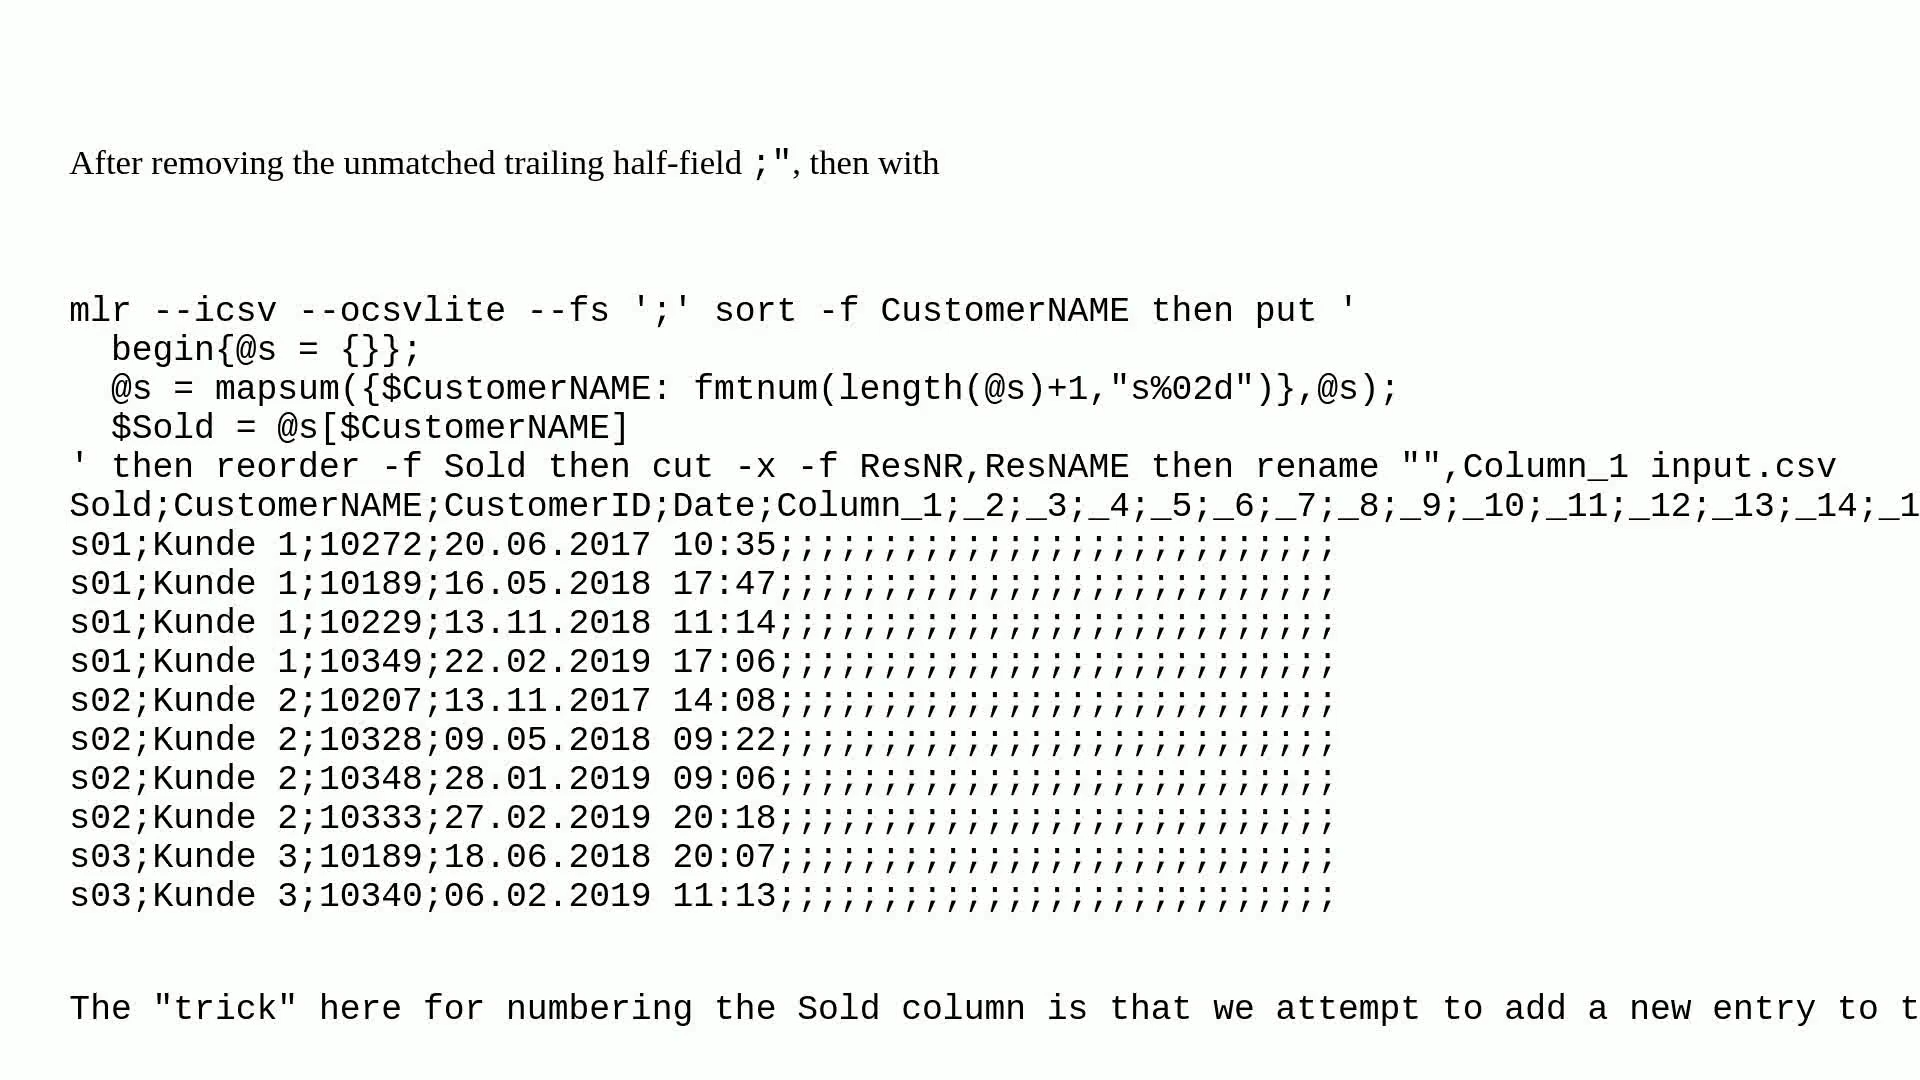 After removing the unmatched trailing half-field ;", then with
mlr --icsv --ocsvlite --fs ';' sort -f CustomerNAME then put '
  begin{@s = {}};
  @s = mapsum({$CustomerNAME: fmtnum(length(@s)+1,"s%02d")},@s);
  $Sold = @s[$CustomerNAME]
' then reorder -f Sold then cut -x -f ResNR,ResNAME then rename "",Column_1 input.csv
Sold;CustomerNAME;CustomerID;Date;Column_1;_2;_3;_4;_5;_6;_7;_8;_9;_10;_11;_12;_13;_14;_1
s01;Kunde 1;10272;20.06.2017 10:35;;;;;;;;;;;;;;;;;;;;;;;;;;;
s01;Kunde 1;10189;16.05.2018 17:47;;;;;;;;;;;;;;;;;;;;;;;;;;;
s01;Kunde 1;10229;13.11.2018 11:14;;;;;;;;;;;;;;;;;;;;;;;;;;;
s01;Kunde 1;10349;22.02.2019 17:06;;;;;;;;;;;;;;;;;;;;;;;;;;;
s02;Kunde 2;10207;13.11.2017 14:08;;;;;;;;;;;;;;;;;;;;;;;;;;;
s02;Kunde 2;10328;09.05.2018 09:22;;;;;;;;;;;;;;;;;;;;;;;;;;;
s02;Kunde 2;10348;28.01.2019 09:06;;;;;;;;;;;;;;;;;;;;;;;;;;;
s02;Kunde 2;10333;27.02.2019 20:18;;;;;;;;;;;;;;;;;;;;;;;;;;;
s03;Kunde 3;10189;18.06.2018 20:07;;;;;;;;;;;;;;;;;;;;;;;;;;;
s03;Kunde 3;10340;06.02.2019 11:13;;;;;;;;;;;;;;;;;;;;;;;;;;;
The "trick" here for numbering the Sold column is that we attempt to add a new entry to t